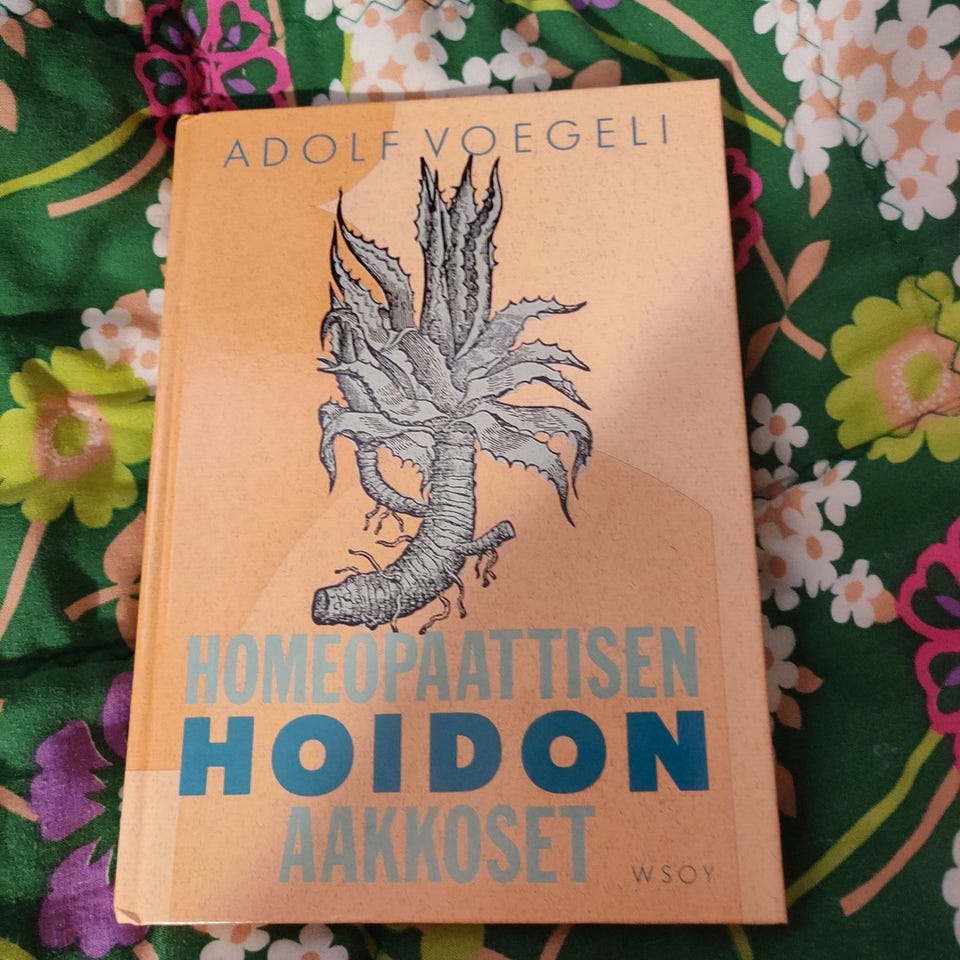 ADOLF VOEGELI
HOMEOPAATTISEN
HOIDON
AAKKOSET
WSOY